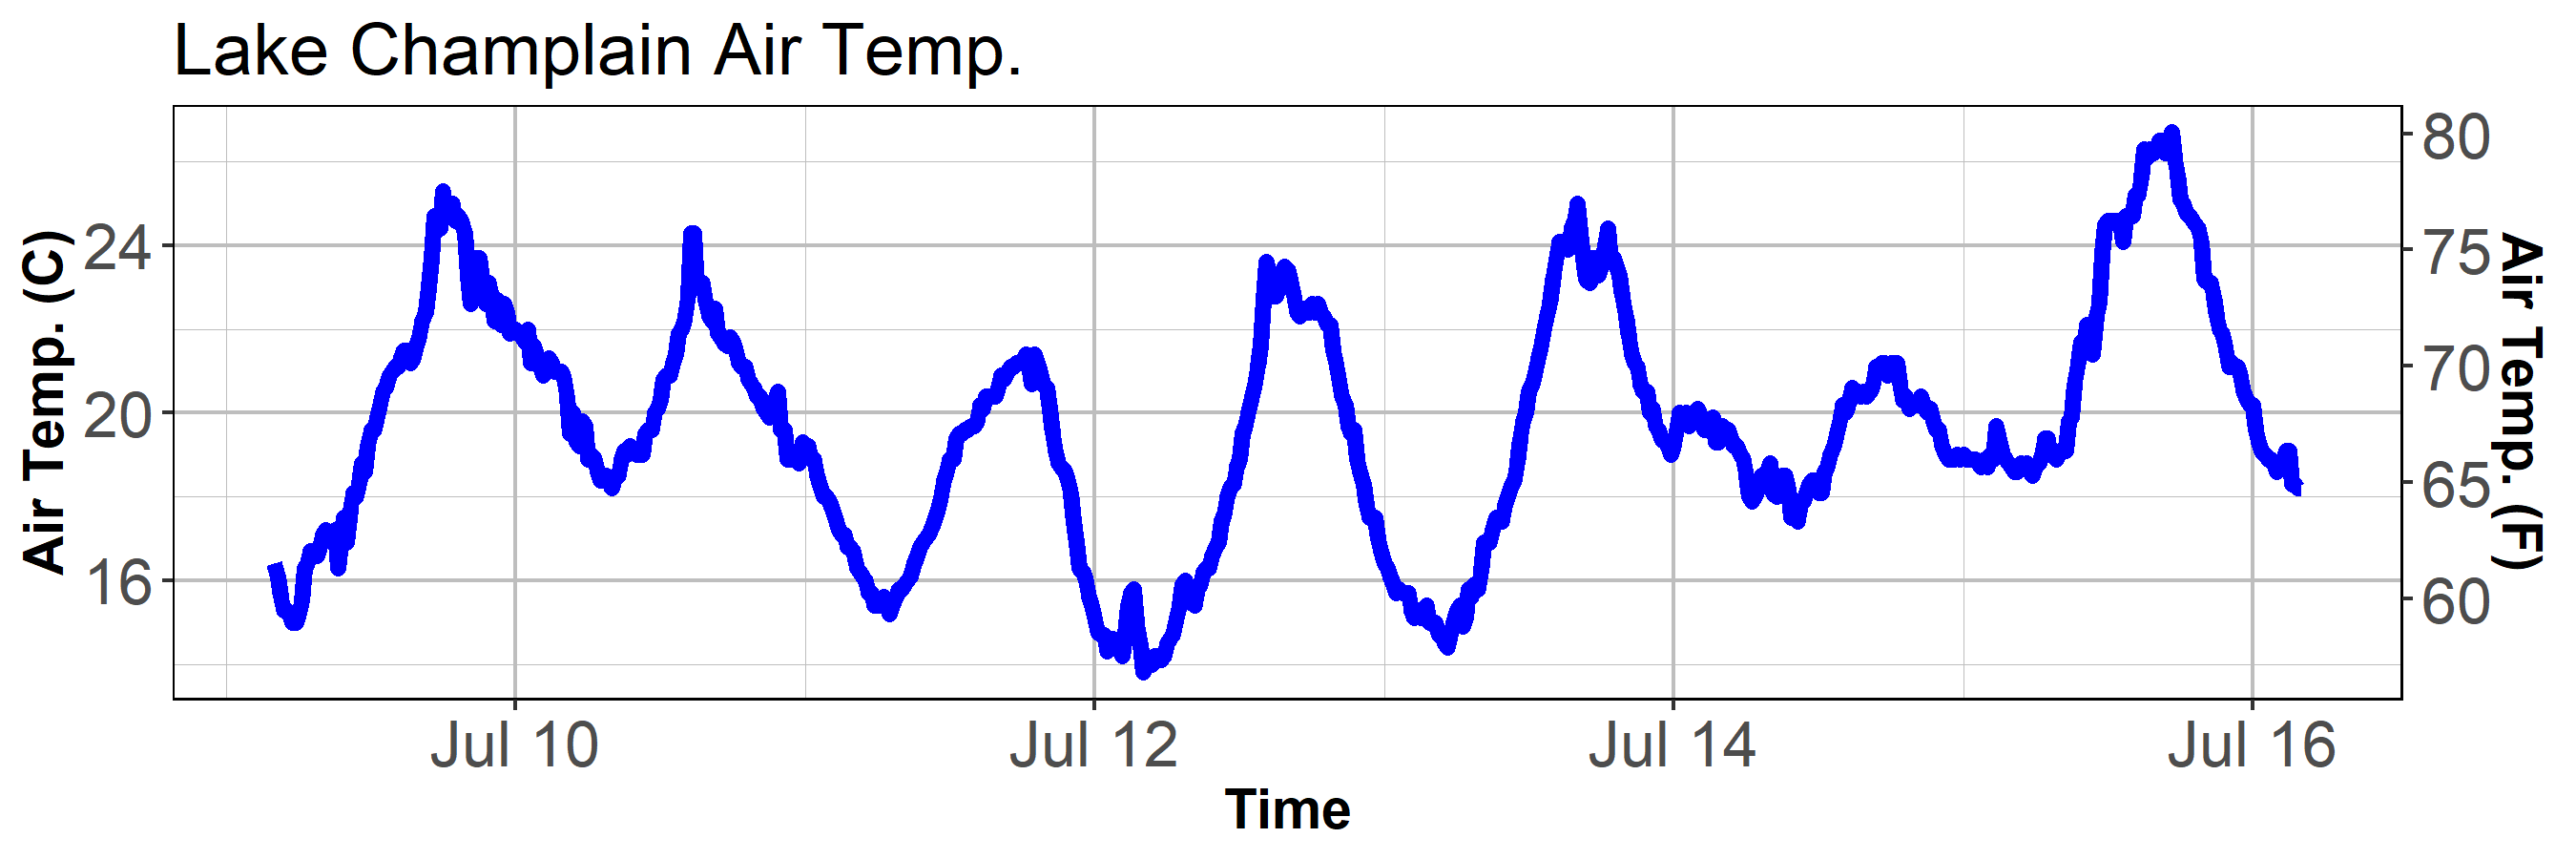 Lake Champlain Air Temp.
Air Temp. (C)
24
20
16
80
75
70
65
60
Air Temp. (F)
Jul 10 Jul 12 Jul 14 Jul 16
Time